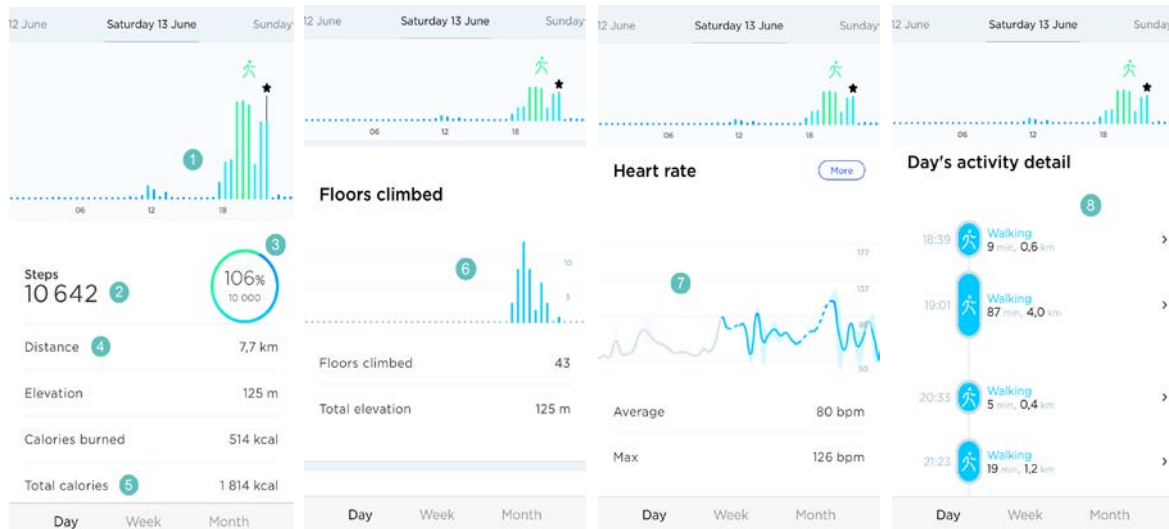 12 June Saturday 13 June Sunday
1
06 12 18
3
Steps
10 642 2
106%
10 000
Distance 4 7,7 km
Elevation 125 m
Calories burned 514 kcal
Total calories 5 1 814 kcal
Day Week Month
12 June Saturday 13 June Sunday
06 12 18
Floors climbed
6
10
5
Floors climbed 43
Total elevation 125 m
Day Week Month
12 June Saturday 13 June Sunday
06 12 18
Heart rate More
177
7
137
50
Average 80 bpm
Max 126 bpm
Day Week Month
12 June Saturday 13 June Sunday
06 12 18
Day's activity detail
8
18:39 Walking
9 min, 0,6 km
19:01 Walking
87 min, 4,0 km
20:33 Walking
5 min, 0,4 km
21:23 Walking
19 min, 1,2 km
Day Week Month